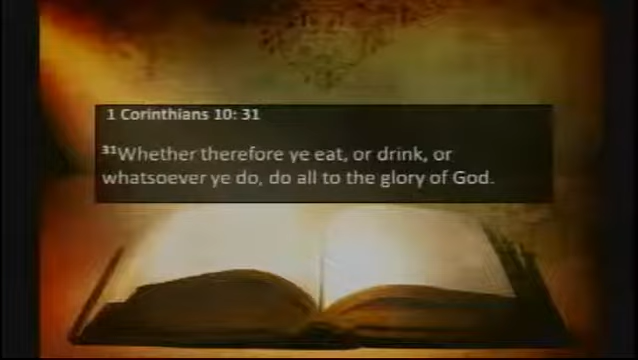 1 Corinthians 10: 31
³¹Whether therefore ye eat, or drink, or
whatsoever ye do, do all to the glory of God.